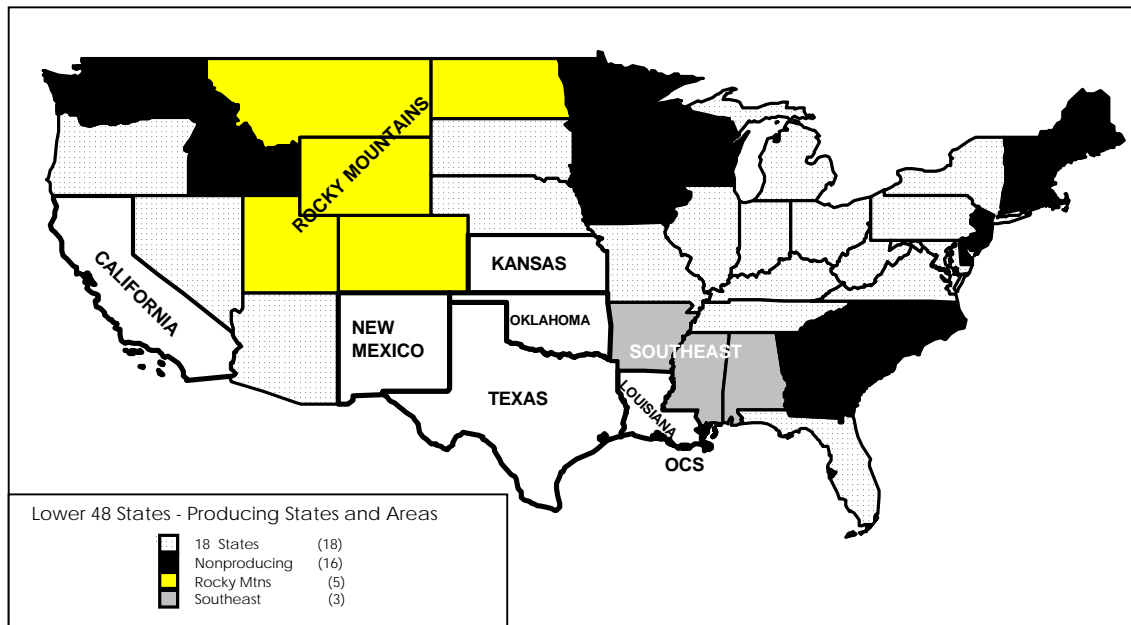 ROCKY MOUNTAINS
CALIFORNIA
KANSAS
OKLAHOMA
NEW
MEXICO
SOUTHEAST
TEXAS
LOUISIANA
OCS
Lower 48 States - Producing States and Areas
18 States (18)
Nonproducing (16)
Rocky Mtns (5)
Southeast (3)